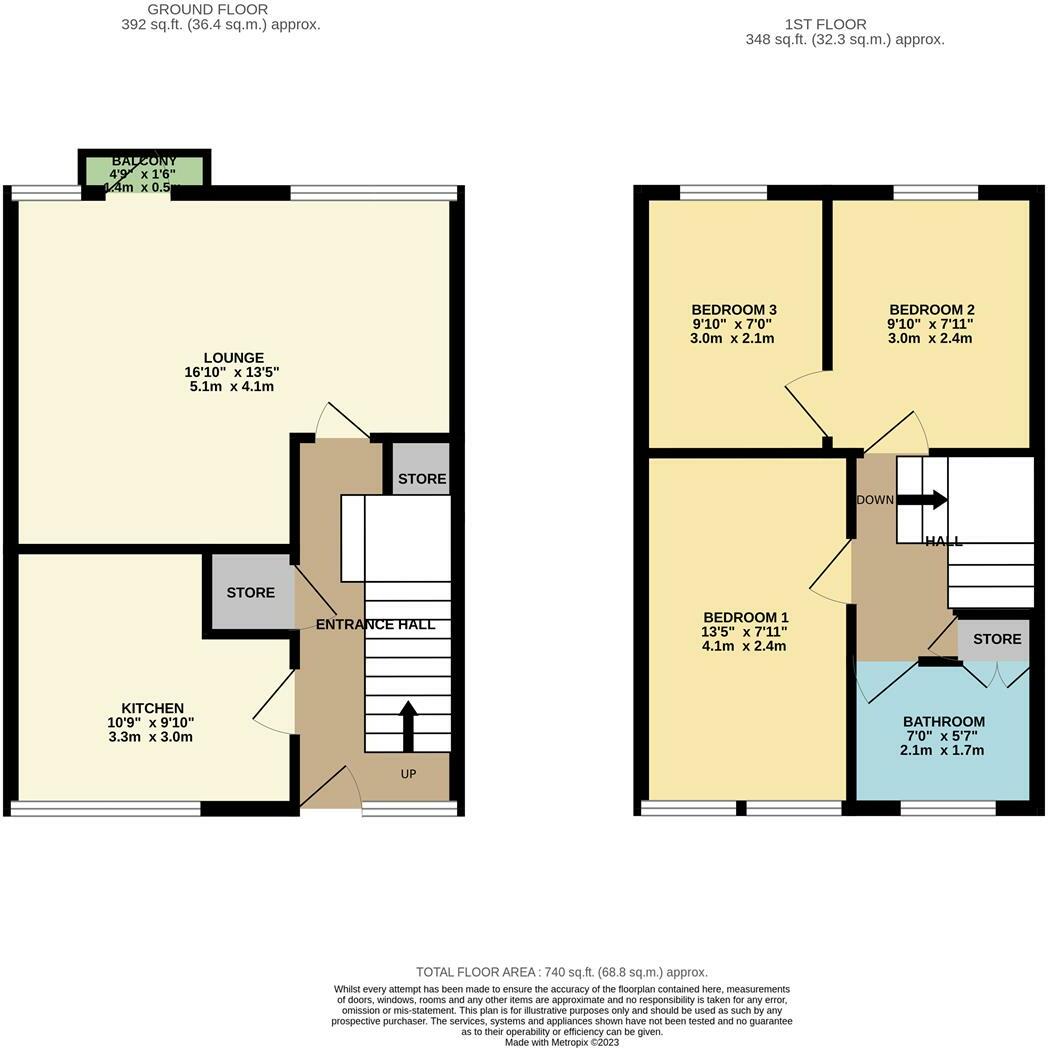 GROUND FLOOR
392 sq.ft. (36.4 sq.m.) approx.
1ST FLOOR
348 sq.ft. (32.3 sq.m.) approx.
BALCONY
4'9" x 1'6"
1.4m x 0.5m
LOUNGE
16'10" x 13'5"
5.1m x 4.1m
STORE
STORE
ENTRANCE HALL
KITCHEN
10'9" x 9'10"
3.3m x 3.0m
UP
BEDROOM 3
9'10" x 7'0"
3.0m x 2.1m
BEDROOM 2
9'10" x 7'11"
3.0m x 2.4m
DOWN
HALL
BEDROOM 1
13'5" x 7'11"
4.1m x 2.4m
STORE
BATHROOM
7'0" x 5'7"
2.1m x 1.7m
TOTAL FLOOR AREA : 740 sq.ft. (68.8 sq.m.) approx.
Whilst every attempt has been made to ensure the accuracy of the floorplan contained here, measurements
of doors, windows, rooms and any other items are approximate and no responsibility is taken for any error,
omission or mis-statement. This plan is for illustrative purposes only and should be used as such by any
prospective purchaser. The services, systems and appliances shown have not been tested and no guarantee
as to their operability or efficiency can be given.
Made with Metropix ©2023